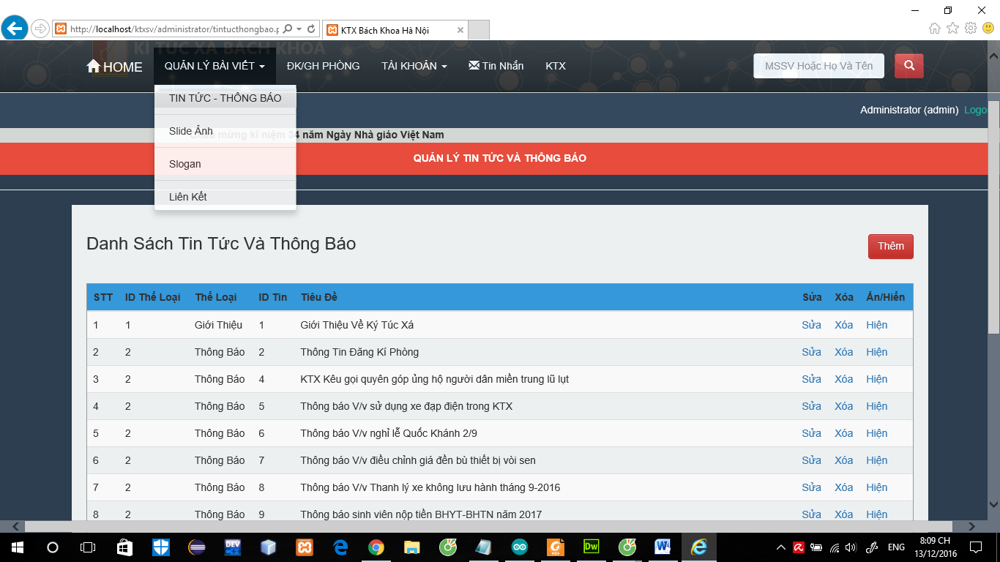 http://localhost/ktxsv/administrator/tintucthongbao.p
KTX Bách Khoa Hà Nội
KÍ TÚC XÁ BÁCH KHOA
HOME QUẢN LÝ BÀI VIẾT ĐK/GH PHÒNG TÀI KHOẢN Tin Nhắn KTX MSSV Hoặc Họ Và Tên
TIN TỨC - THÔNG BÁO
Slide Ảnh
Slogan
Liên Kết
Administrator (admin) Logo
mừng kĩ niệm 34 năm Ngày Nhà giáo Việt Nam
QUẢN LÝ TIN TỨC VÀ THÔNG BÁO
Danh Sách Tin Tức Và Thông Báo
Thêm
STT ID Thể Loại Thể Loại ID Tin Tiêu Đề Sửa Xóa Ẩn/Hiển
1 1 Giới Thiệu 1 Giới Thiệu Về Ký Túc Xá Sửa Xóa Hiện
2 2 Thông Báo 2 Thông Tin Đăng Kí Phòng Sửa Xóa Hiện
3 2 Thông Báo 4 KTX Kêu gọi quyên góp ủng hộ người dân miền trung lũ lụt Sửa Xóa Hiện
4 2 Thông Báo 5 Thông báo V/v sử dụng xe đạp điện trong KTX Sửa Xóa Hiện
5 2 Thông Báo 6 Thông báo V/v nghỉ lễ Quốc Khánh 2/9 Sửa Xóa Hiện
6 2 Thông Báo 7 Thông báo V/v điều chỉnh giá đền bù thiết bị vòi sen Sửa Xóa Hiện
7 2 Thông Báo 8 Thông báo V/v Thanh lý xe không lưu hành tháng 9-2016 Sửa Xóa Hiện
8 2 Thông Báo 9 Thông báo sinh viên nộp tiền BHYT-BHTN năm 2017 Sửa Xóa Hiện
DEV
PDF
Dw
ENG
8:09 CH
13/12/2016